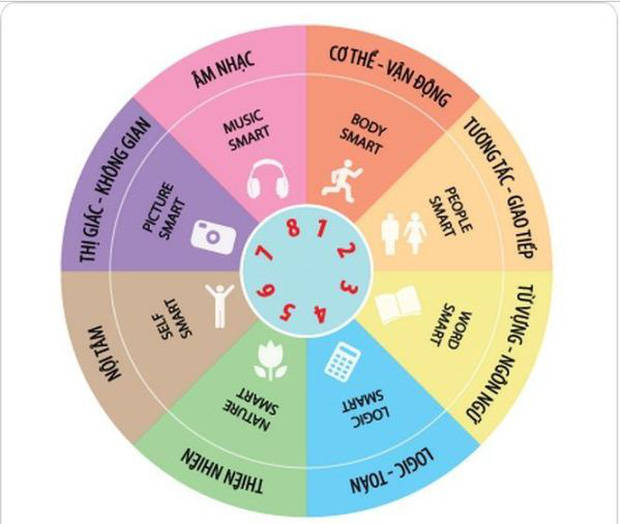 CƠ THỂ - VẬN ĐỘNG
BODY
SMART
TƯƠNG TÁC - GIAO TIẾP
PEOPLE
SMART
TỪ VỰNG - NGÔN NGỮ
WORD
SMART
LOGIC - TOÁN
LOGIC
SMART
THIÊN NHIÊN
NATURE
SMART
NỘI TÂM
SELF
SMART
THỊ GIÁC - KHÔNG GIAN
PICTURE
SMART
ÂM NHẠC
MUSIC
SMART
1
2
3
4
5
6
7
8